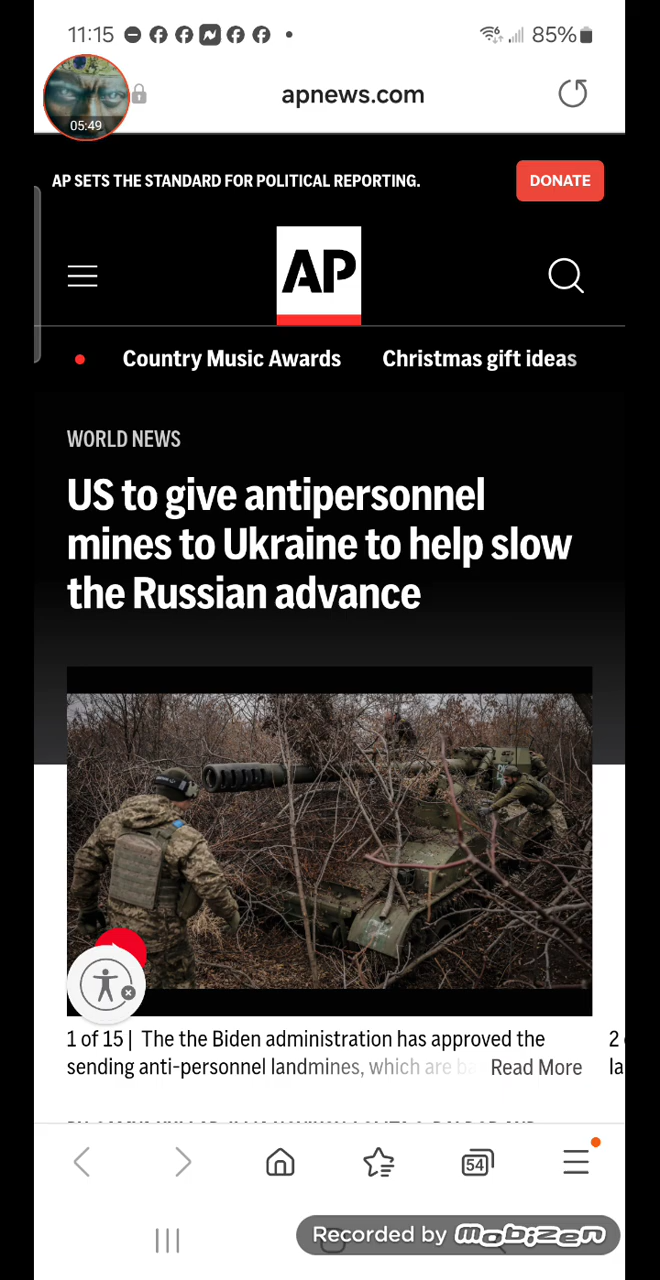 11:15
85%
05:49
apnews.com
AP SETS THE STANDARD FOR POLITICAL REPORTING.
DONATE
AP
Country Music Awards
Christmas gift ideas
WORLD NEWS
US to give antipersonnel
mines to Ukraine to help slow
the Russian advance
1 of 15 | The the Biden administration has approved the
2
sending anti-personnel landmines, which are
Read More
la
54
Recorded by mobizen